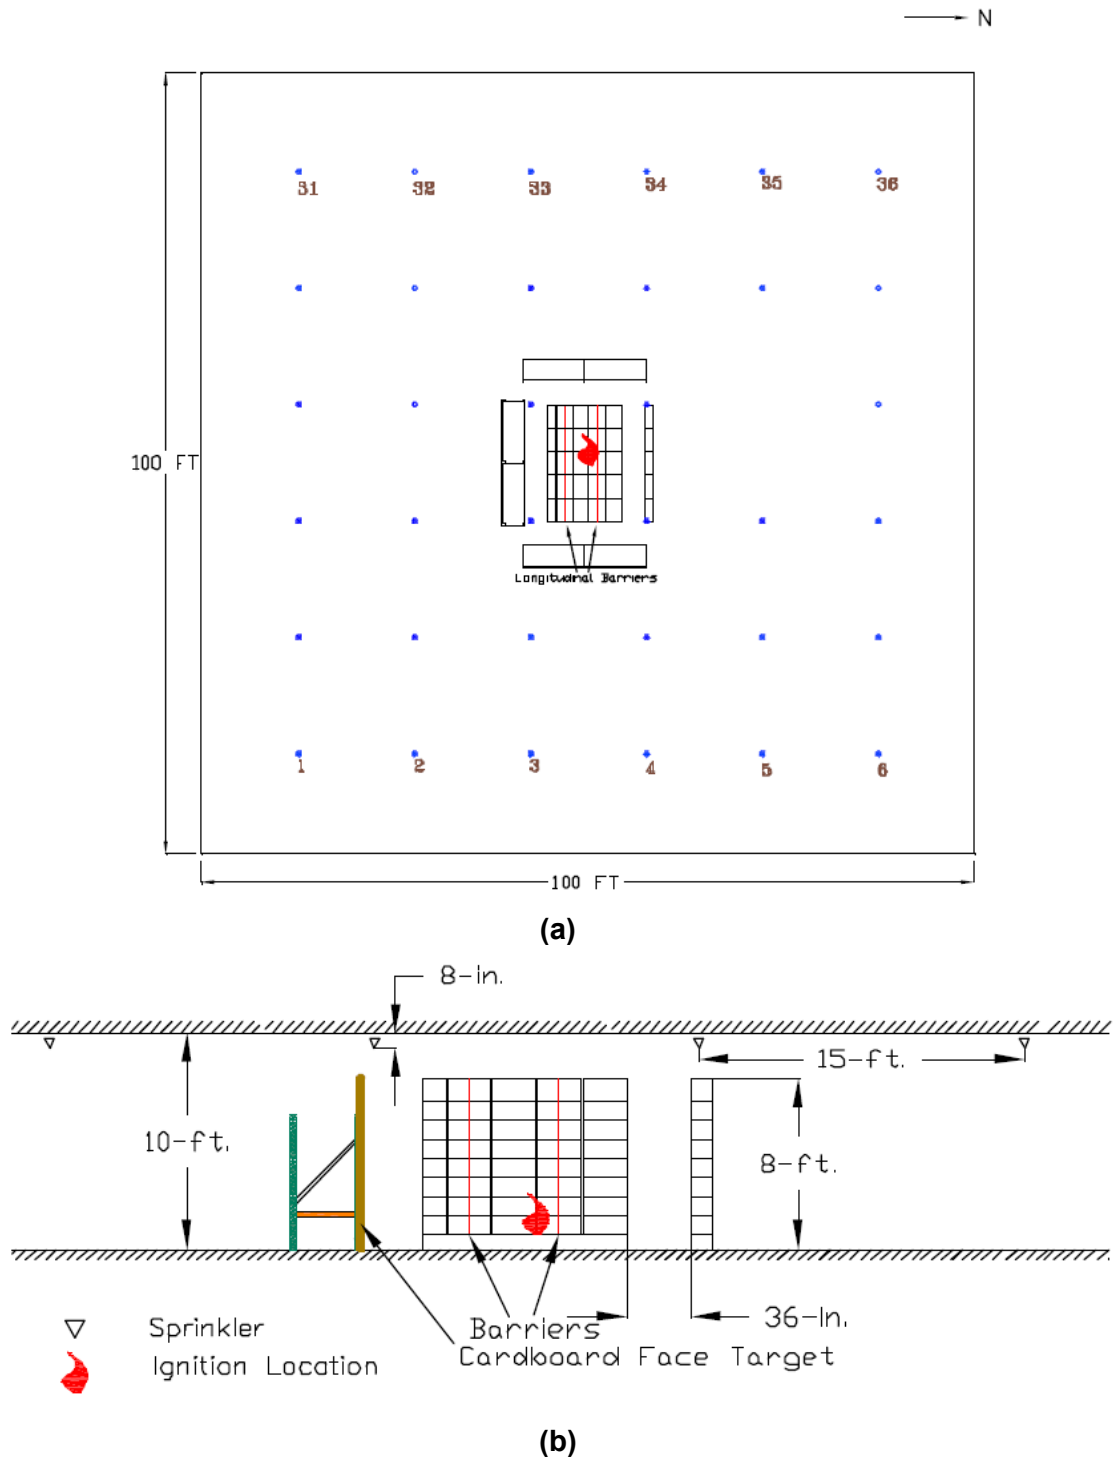 N
31 32 33 34 35 36
100 FT
Longitudinal Barriers
1 2 3 4 5 6
100 FT
(a)
8-in.
15-ft.
10-ft.
8-ft.
36-In.
Sprinkler
Barriers
Cardboard Face Target
Ignition Location
(b)